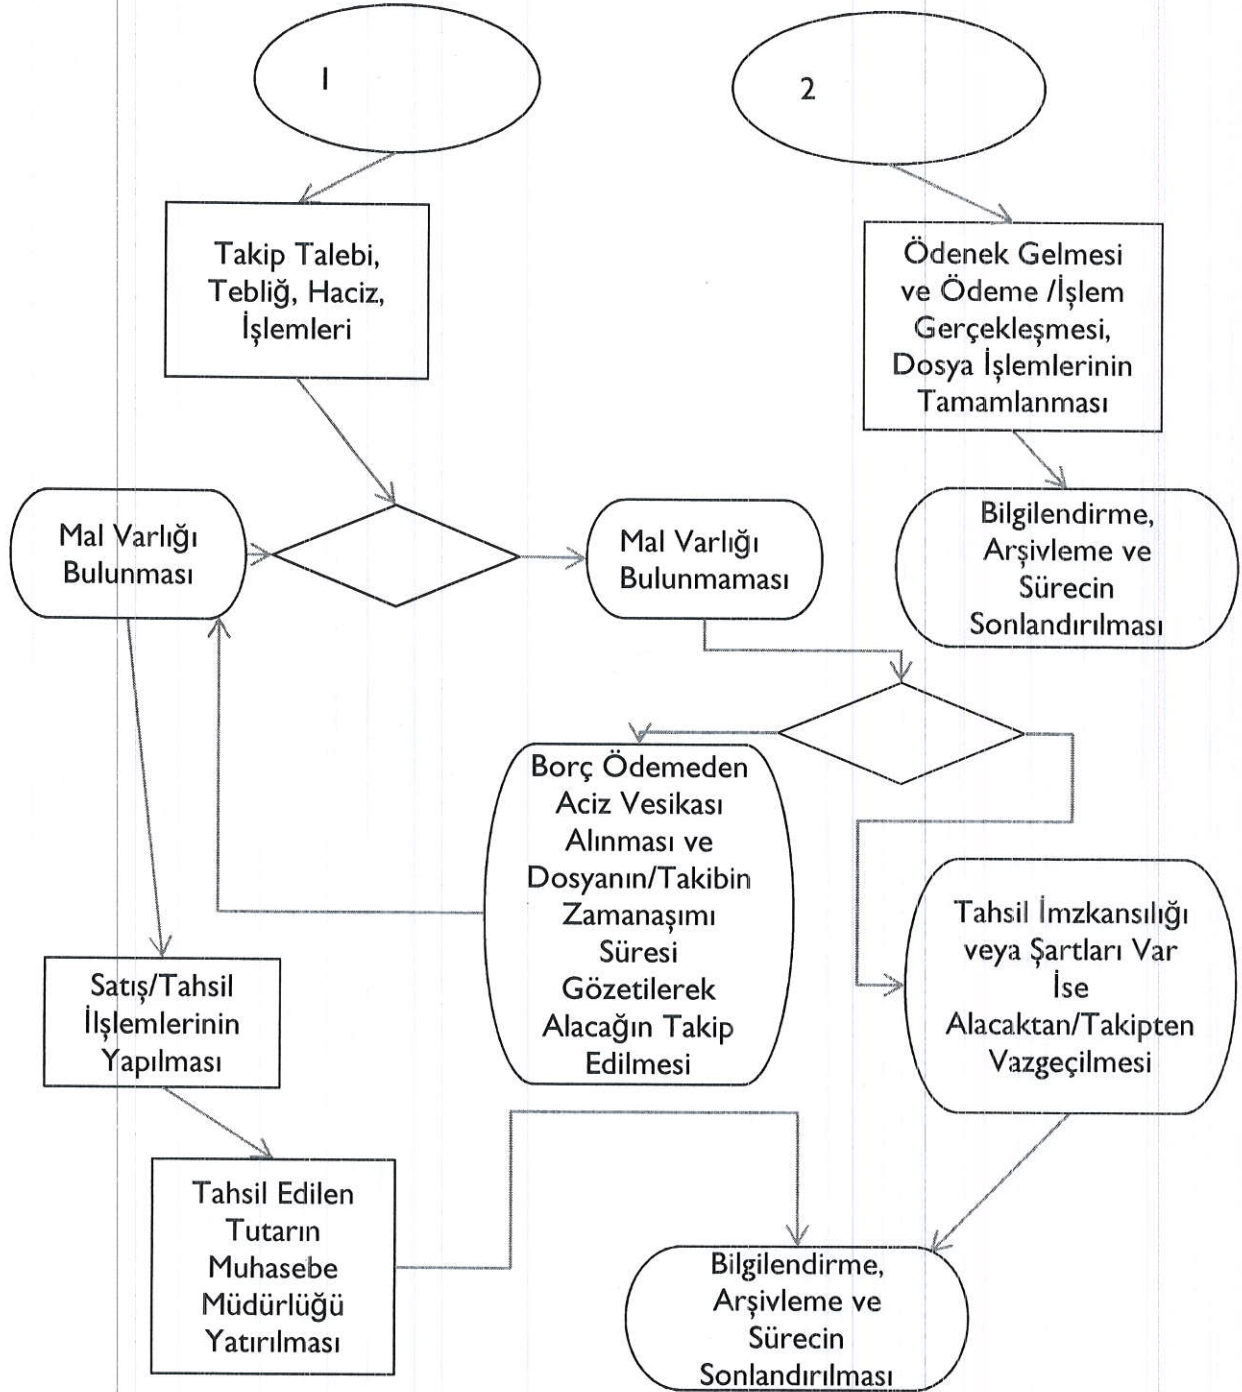 1
2
Takip Talebi,
Tebliğ, Haciz,
İşlemleri
Ödenek Gelmesi
ve Ödeme /İşlem
Gerçekleşmesi,
Dosya İşlemlerinin
Tamamlanması
Mal Varlığı
Bulunması
Mal Varlığı
Bulunmaması
Bilgilendirme,
Arşivleme ve
Sürecin
Sonlandırılması
Borç Ödemeden
Aciz Vesikası
Alınması ve
Dosyanın/Takibin
Zamanaşımı
Süresi
Gözetilerek
Alacağın Takip
Edilmesi
Tahsil İmzkansılığı
veya Şartları Var
İse
Alacaktan/Takipten
Vazgeçilmesi
Satış/Tahsil
İlşlemlerinin
Yapılması
Tahsil Edilen
Tutarın
Muhasebe
Müdürlüğü
Yatırılması
Bilgilendirme,
Arşivleme ve
Sürecin
Sonlandırılması